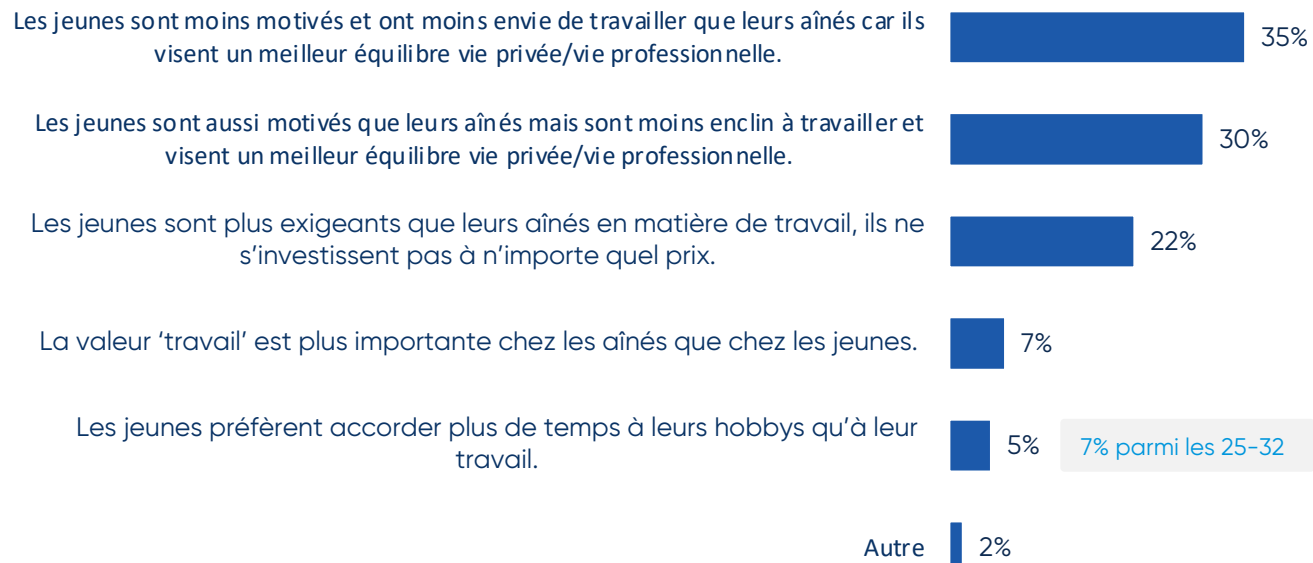 Les jeunes sont moins motivés et ont moins envie de travailler que leurs aînés car ils
visent un meilleur équilibre vie privée/vie professionnelle.
35%
Les jeunes sont aussi motivés que leurs aînés mais sont moins enclin à travailler et
visent un meilleur équilibre vie privée/vie professionnelle.
30%
Les jeunes sont plus exigeants que leurs aînés en matière de travail, ils ne
s’investissent pas à n’importe quel prix.
22%
La valeur ‘travail’ est plus importante chez les aînés que chez les jeunes.
7%
Les jeunes préfèrent accorder plus de temps à leurs hobbys qu’à leur
travail.
5%
7% parmi les 25-32
Autre
2%